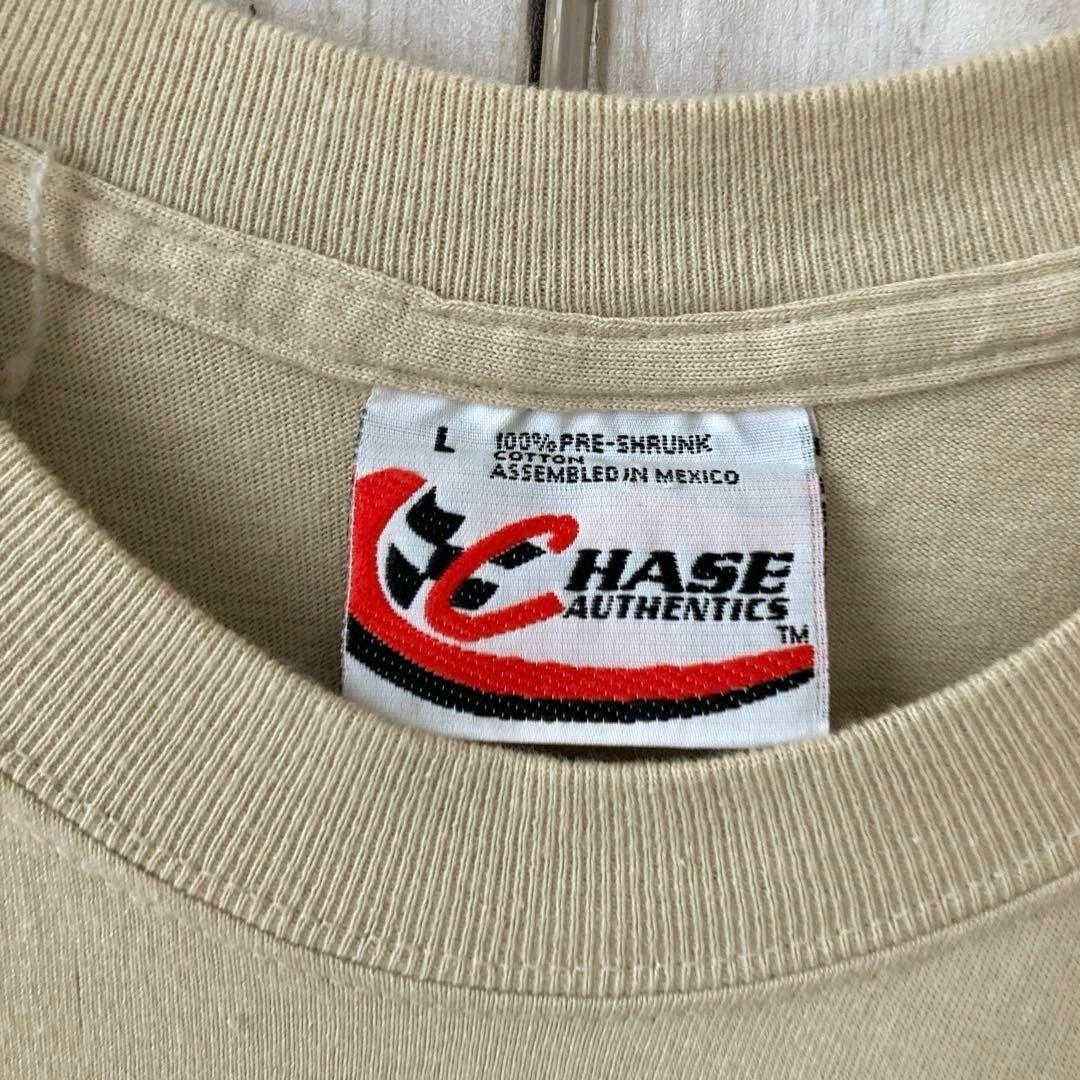 L 100% PRE-SHRUNK
COTTON
ASSEMBLED IN MEXICO
CHASE
AUTHENTICS
TM